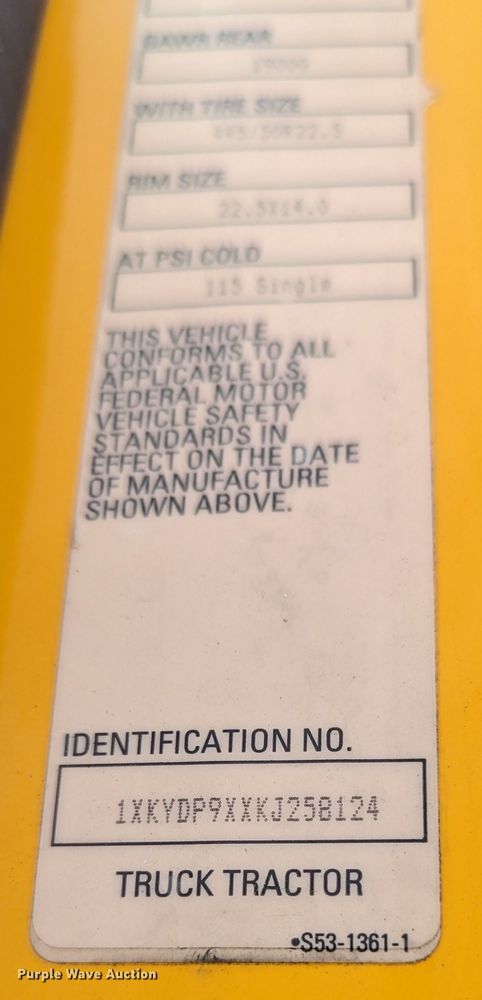 GAWR REAR
WITH TIRE SIZE
445/50R22.5
RIM SIZE
22.5X14.0
AT PSI COLD
115 Single
THIS VEHICLE
CONFORMS TO ALL
APPLICABLE U.S.
FEDERAL MOTOR
VEHICLE SAFETY
STANDARDS IN
EFFECT ON THE DATE
OF MANUFACTURE
SHOWN ABOVE.
IDENTIFICATION NO.
1XKYDP9XXKJ258124
TRUCK TRACTOR
•S53-1361-1
Purple Wave Auction